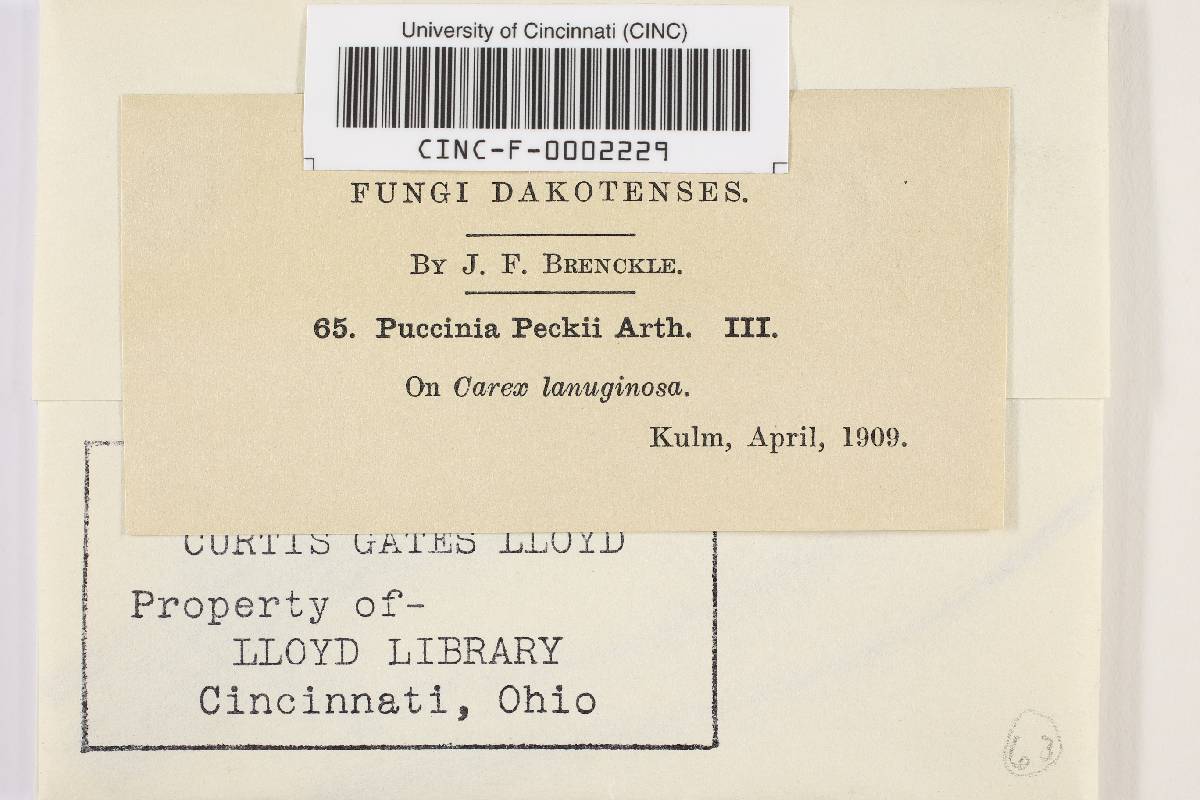 University of Cincinnati (CINC)
CINC-F-0002229
FUNGI DAKOTENSES.
BY J. F. BRENCKLE.
65. Puccinia Peckii Arth. III.
On Carex lanuginosa.
Kulm, April, 1909.
CURTIS GATES LLOYD
Property of-
LLOYD LIBRARY
Cincinnati, Ohio
63